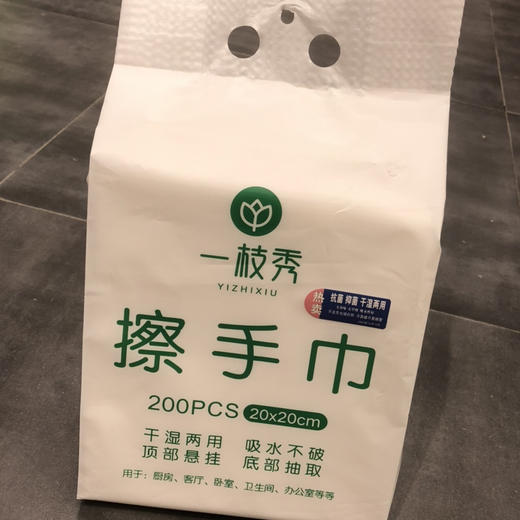 一枝秀
YIZHIXIU
热卖
抗菌 抑菌 干湿两用
擦手巾
200PCS 20x20cm
干湿两用 吸水不破
顶部悬挂 底部抽取
用于：厨房、客厅、卧室、卫生间、办公室等等